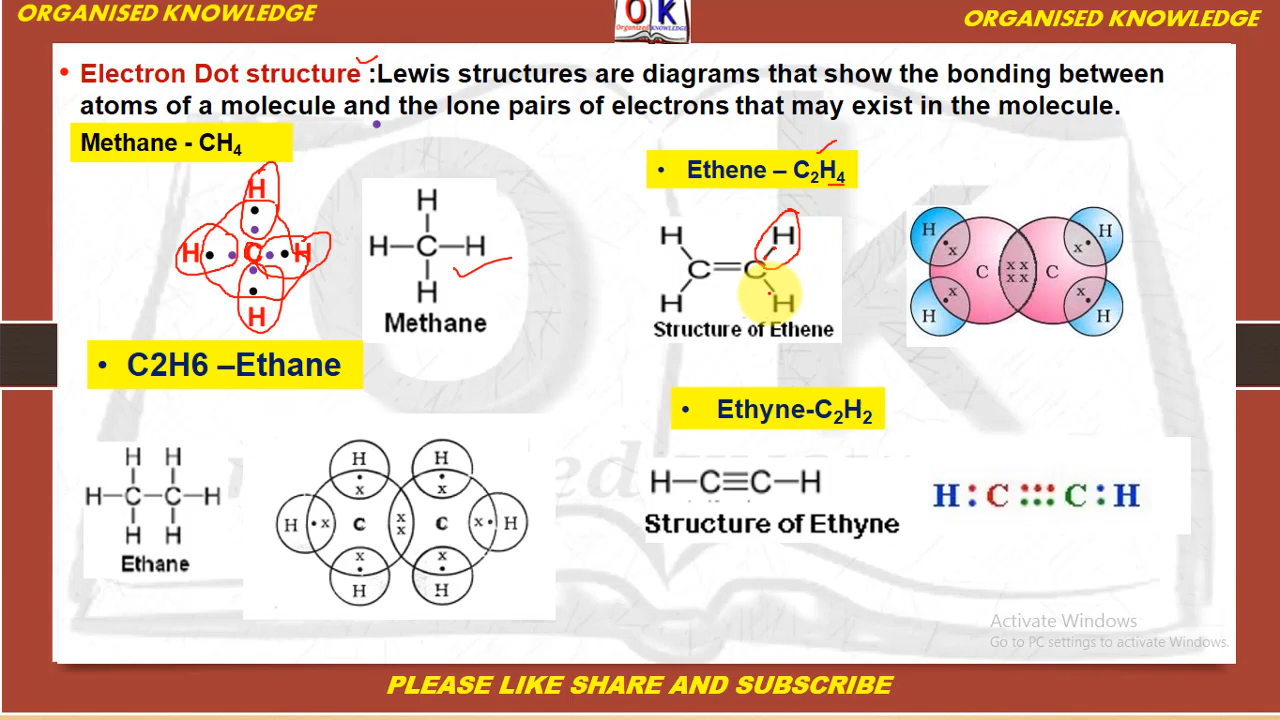 ORGANISED KNOWLEDGE
OK
Organized KNOWLEDGE
ORGANISED KNOWLEDGE
• Electron Dot structure :Lewis structures are diagrams that show the bonding between
atoms of a molecule and the lone pairs of electrons that may exist in the molecule.
Methane - CH₄
H
H C H
H
H
H–C–H
H
Methane
• Ethene – C₂H₄
H H
C=C
H H
Structure of Ethene
H H
x x
C x x C
x x
x x
H H
• C2H6 –Ethane
H H
H–C–C–H
H H
Ethane
H H
x x
H x C x C x H
x
x x
H H
• Ethyne-C₂H₂
H–C≡C–H
Structure of Ethyne
H : C ⋮⋮⋮ C : H
Activate Windows
Go to PC settings to activate Windows.
PLEASE LIKE SHARE AND SUBSCRIBE